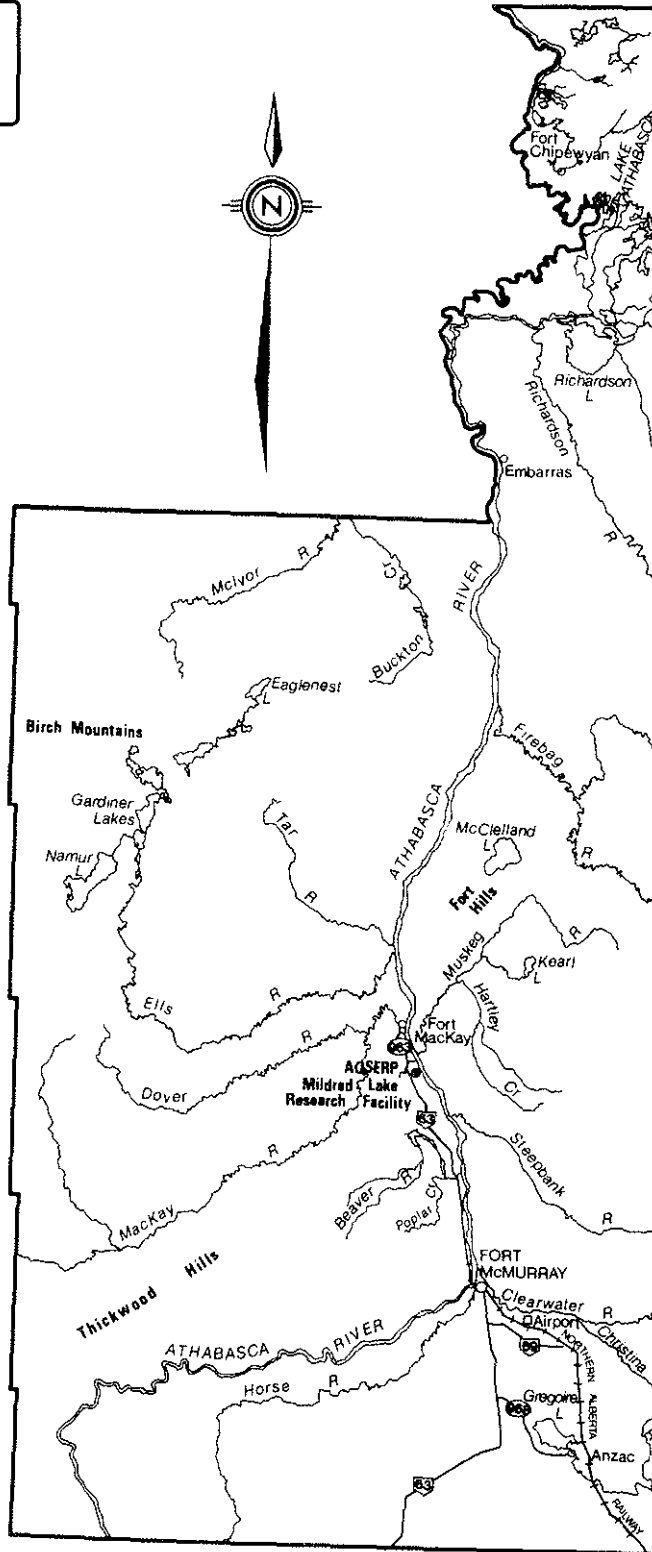 N
Fort
Chipewyan
LAKE
ATHABASCA
Richardson
L
Richardson
R
Embarras
RIVER
McIvor
R
Cr
Buckton
Eaglenest
L
Birch Mountains
Firebag
R
Gardiner
Lakes
Namur
L
Tar
R
ATHABASCA
McClelland
L
Fort
Hills
Muskeg
R
Kearl
L
Hartley
Cr
Ells
R
Fort
MacKay
963
AOSERP
Mildred Lake
Research Facility
63
Dover
R
Steepbank
R
Beaver
R
Poplar
Cr
MacKay
R
Thickwood Hills
FORT
McMURRAY
Clearwater
R
Airport
Christina
ATHABASCA
RIVER
Horse
R
NORTHERN
ALBERTA
RAILWAY
Gregoire
L
Anzac
63